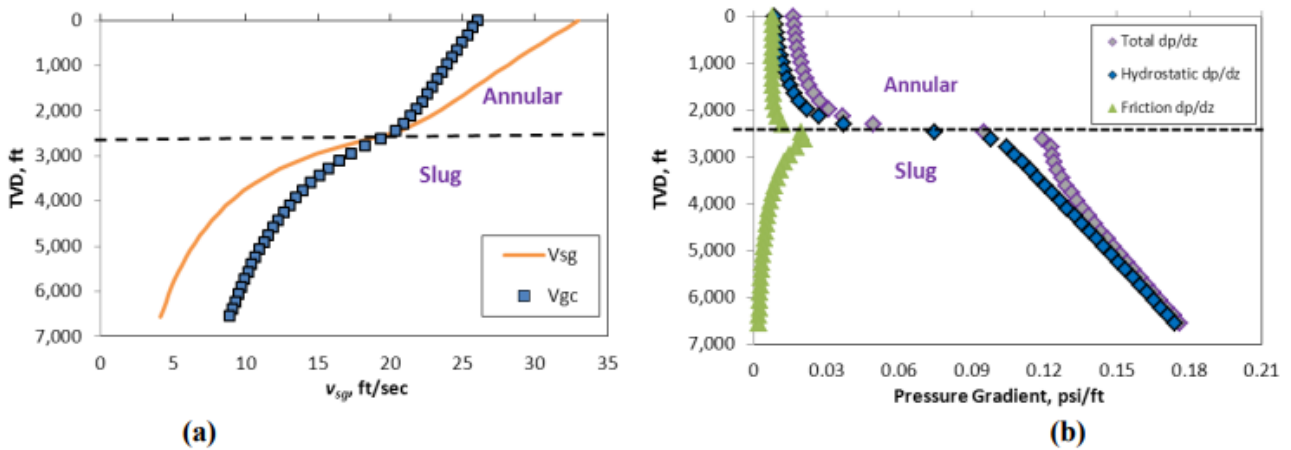 0
1,000
2,000
3,000
4,000
5,000
6,000
7,000
TVD, ft
Annular
Slug
Vsg
Vgc
0 5 10 15 20 25 30 35
vsg, ft/sec
(a)
0
1,000
2,000
3,000
4,000
5,000
6,000
7,000
TVD, ft
Total dp/dz
Hydrostatic dp/dz
Friction dp/dz
Annular
Slug
0 0.03 0.06 0.09 0.12 0.15 0.18 0.21
Pressure Gradient, psi/ft
(b)